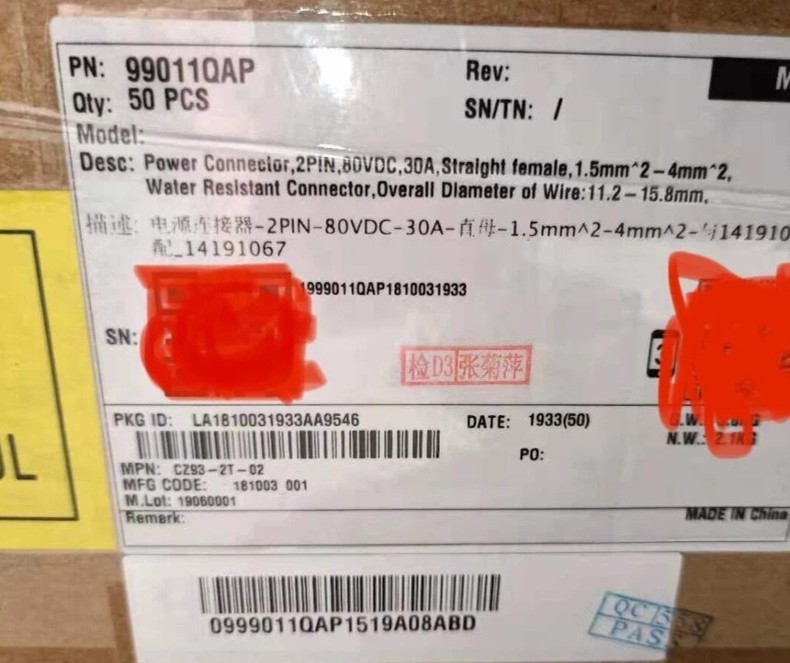 PN: 99011QAP
Rev:
M
Qty: 50 PCS
SN/TN: /
Model:
Desc: Power Connector,2PIN,80VDC,30A,Straight female,1.5mm^2-4mm^2,
Water Resistant Connector,Overall Diameter of Wire:11.2-15.8mm,
描述: 电源连接器-2PIN-80VDC-30A-直母-1.5mm^2-4mm^2-与141910
配_14191067
1999011QAP1810031933
SN:
检D3 张菊萍
3
PKG ID: LA1810031933AA9546
DATE: 1933(50)
G.W.
PO:
N.W.: 2.1KG
MPN: CZ93-2T-02
MFG CODE: 181003 001
M.Lot: 19060001
Remark:
MADE IN China
JL
0999011QAP1519A08ABD
QC
PAS